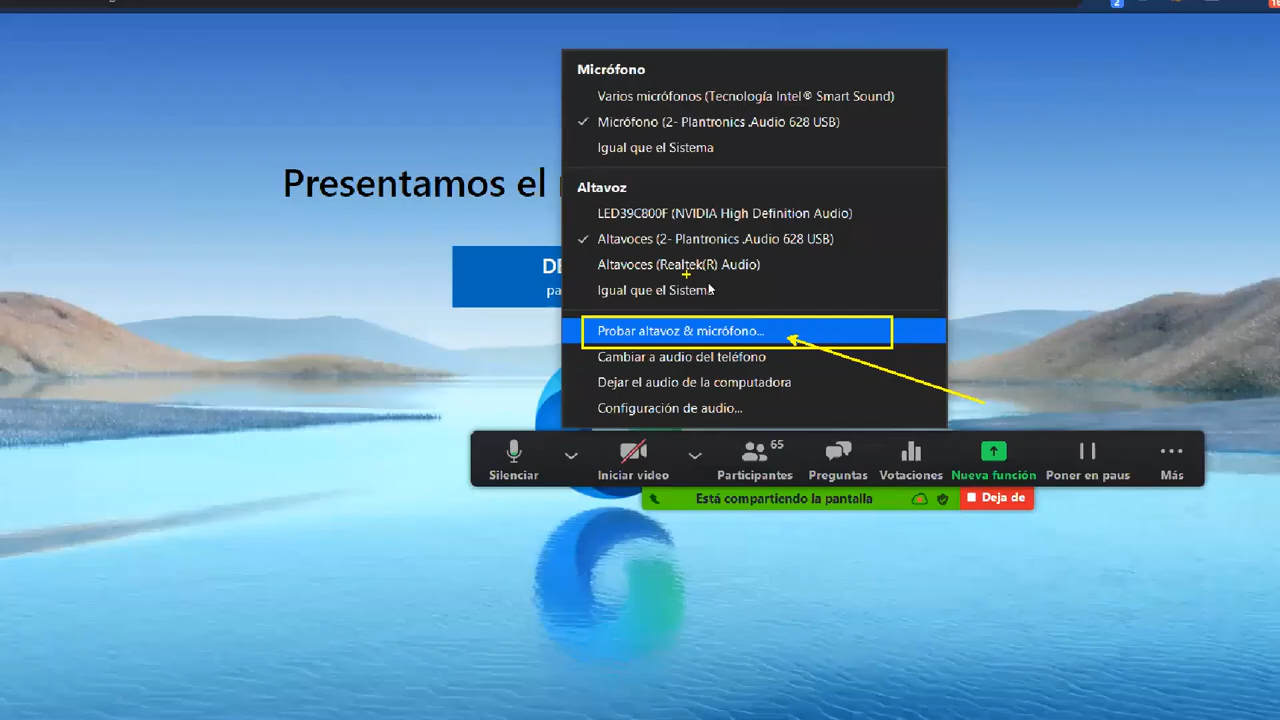 2
Micrófono
Varios micrófonos (Tecnología Intel® Smart Sound)
Micrófono (2- Plantronics .Audio 628 USB)
Igual que el Sistema
Presentamos el
Altavoz
LED39C800F (NVIDIA High Definition Audio)
Altavoces (2- Plantronics .Audio 628 USB)
Altavoces (Realtek(R) Audio)
Igual que el Sistema
Probar altavoz & micrófono...
Cambiar a audio del teléfono
Dejar el audio de la computadora
Configuración de audio...
65
Silenciar
Iniciar video
Participantes
Preguntas
Votaciones
Nueva función
Poner en paus
Más
Está compartiendo la pantalla
Deja de